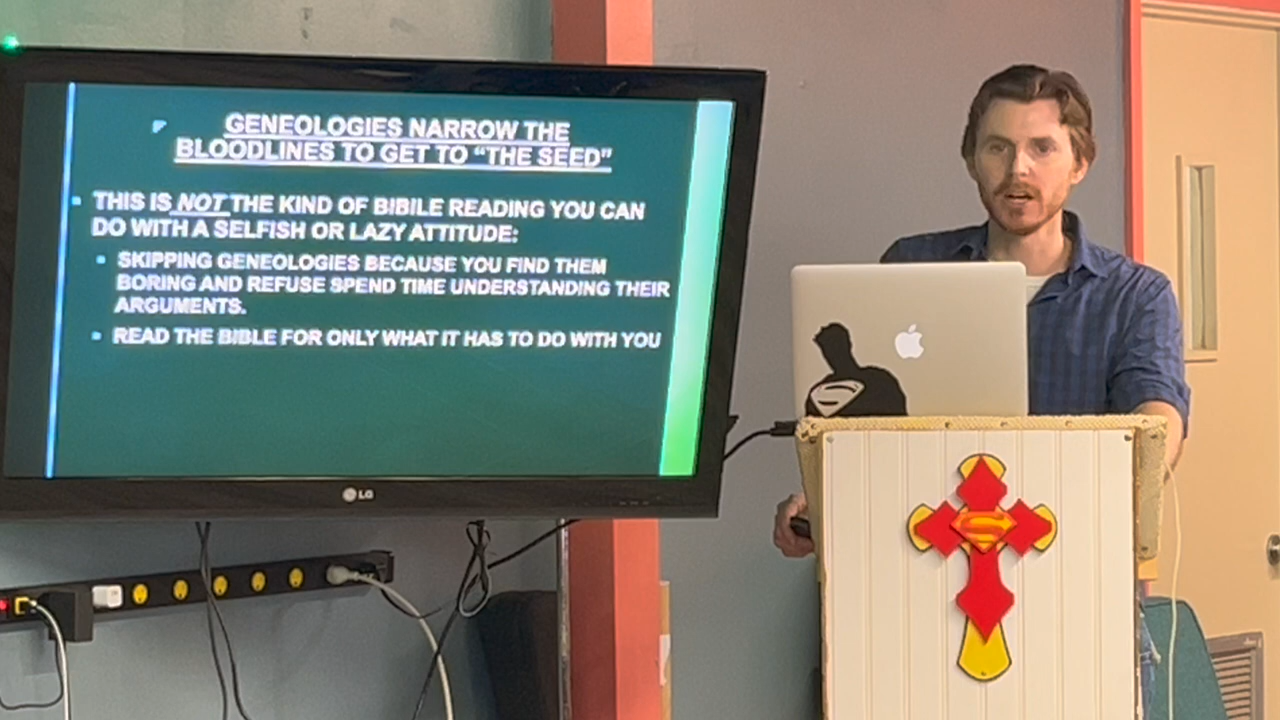 GENEOLOGIES NARROW THE
BLOODLINES TO GET TO “THE SEED”
THIS IS NOT THE KIND OF BIBILE READING YOU CAN
DO WITH A SELFISH OR LAZY ATTITUDE:
SKIPPING GENEOLOGIES BECAUSE YOU FIND THEM
BORING AND REFUSE SPEND TIME UNDERSTANDING THEIR
ARGUMENTS.
READ THE BIBLE FOR ONLY WHAT IT HAS TO DO WITH YOU
LG
S
S